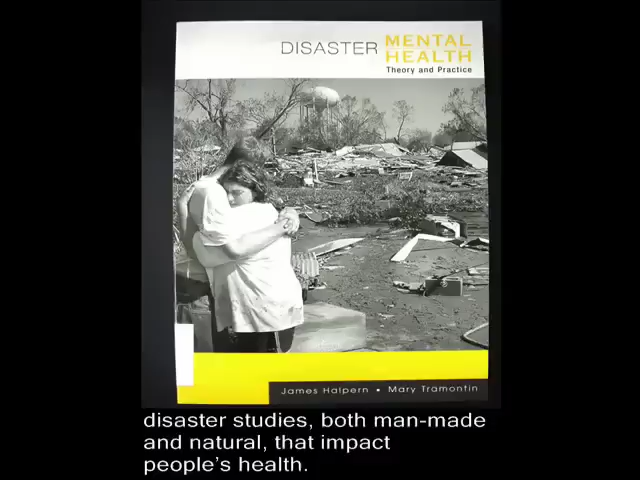 DISASTER MENTAL
HEALTH
Theory and Practice
James Halpern • Mary Tramontin
disaster studies, both man-made
and natural, that impact
people's health.